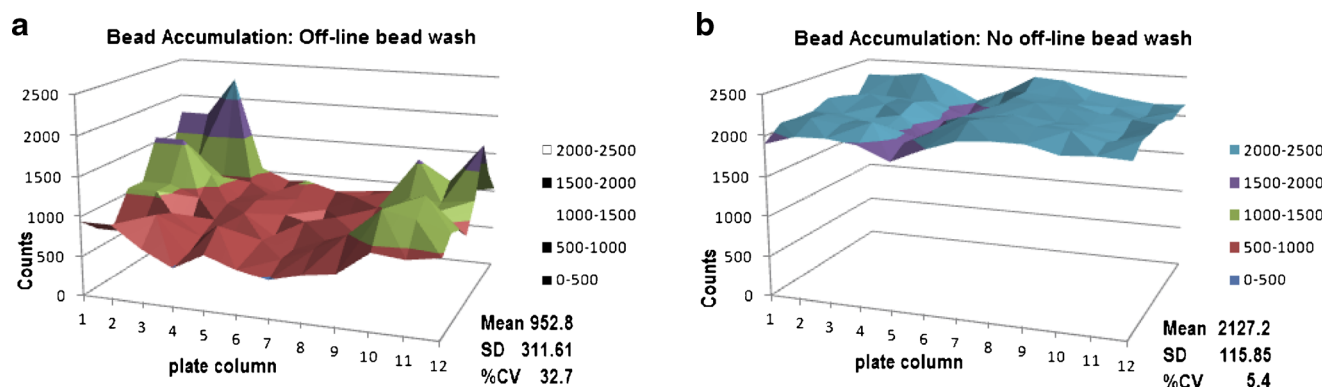 a
Bead Accumulation: Off-line bead wash
2500
2000
1500
1000
500
0
Counts
1 2 3 4 5 6 7 8 9 10 11 12
plate column
2000-2500
1500-2000
1000-1500
500-1000
0-500
Mean 952.8
SD 311.61
%CV 32.7
b
Bead Accumulation: No off-line bead wash
2500
2000
1500
1000
500
0
Counts
1 2 3 4 5 6 7 8 9 10 11 12
plate column
2000-2500
1500-2000
1000-1500
500-1000
0-500
Mean 2127.2
SD 115.85
%CV 5.4